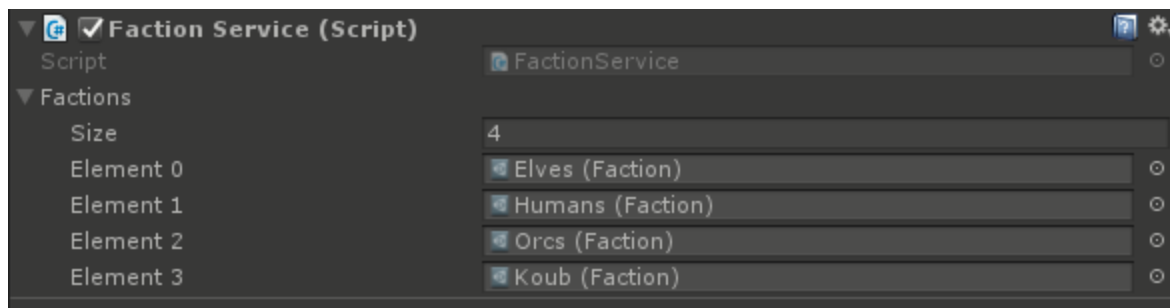 Faction Service (Script)
Script FactionService
Factions
Size 4
Element 0 Elves (Faction)
Element 1 Humans (Faction)
Element 2 Orcs (Faction)
Element 3 Koub (Faction)